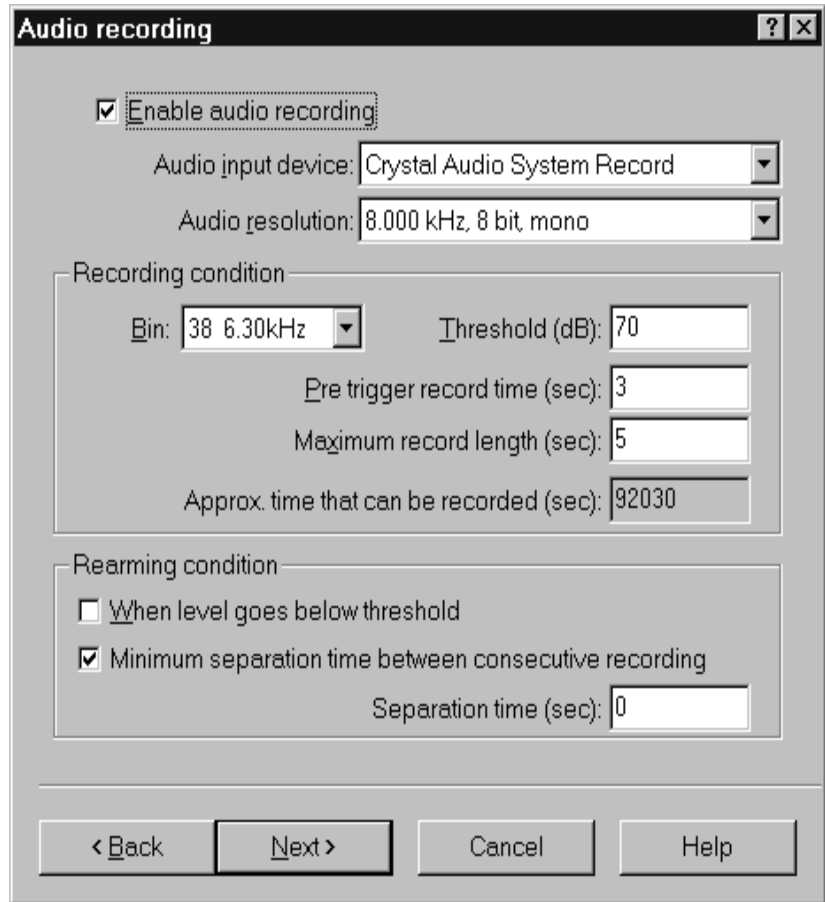 Audio recording
Enable audio recording
Audio input device: Crystal Audio System Record
Audio resolution: 8.000 kHz, 8 bit, mono
Recording condition
Bin: 38 6.30kHz Threshold (dB): 70
Pre trigger record time (sec): 3
Maximum record length (sec): 5
Approx. time that can be recorded (sec): 92030
Rearming condition
When level goes below threshold
Minimum separation time between consecutive recording
Separation time (sec): 0
< Back Next > Cancel Help